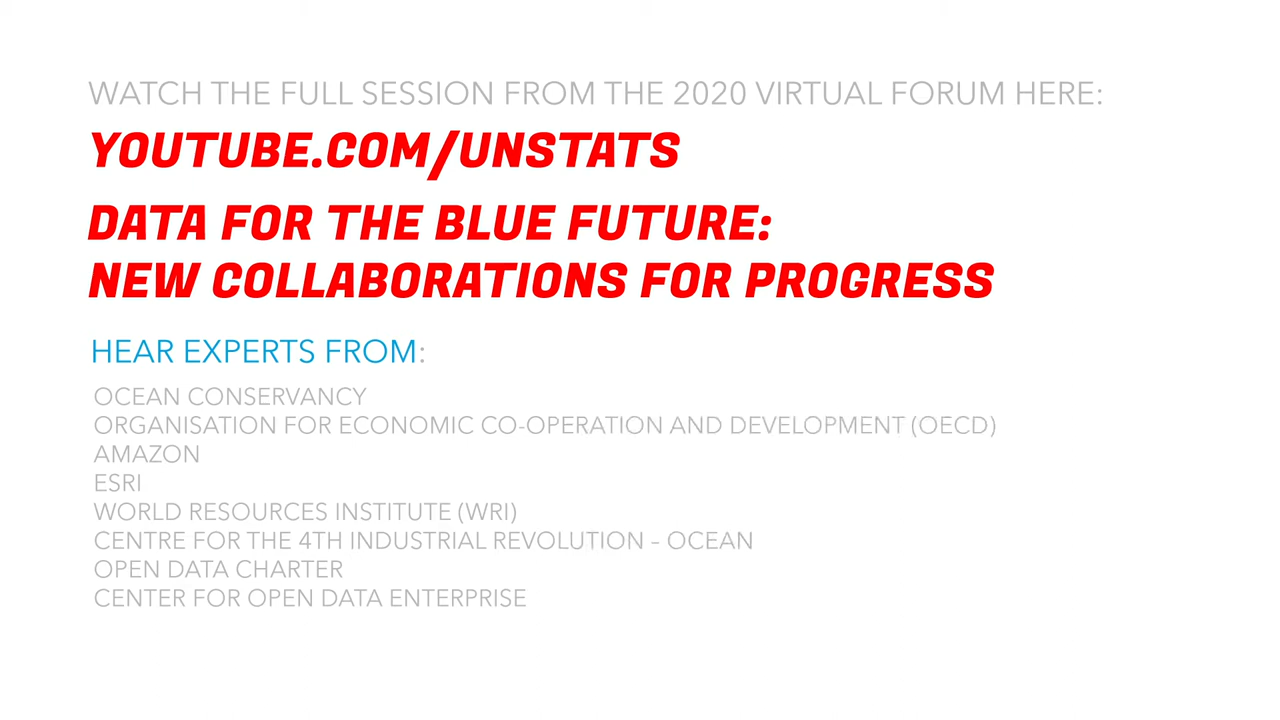 WATCH THE FULL SESSION FROM THE 2020 VIRTUAL FORUM HERE:
YOUTUBE.COM/UNSTATS
DATA FOR THE BLUE FUTURE:
NEW COLLABORATIONS FOR PROGRESS
HEAR EXPERTS FROM:
OCEAN CONSERVANCY
ORGANISATION FOR ECONOMIC CO-OPERATION AND DEVELOPMENT (OECD)
AMAZON
ESRI
WORLD RESOURCES INSTITUTE (WRI)
CENTRE FOR THE 4TH INDUSTRIAL REVOLUTION – OCEAN
OPEN DATA CHARTER
CENTER FOR OPEN DATA ENTERPRISE